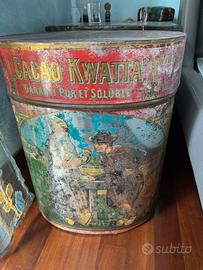 CACAO KWATTA
GARANTI PUR ET SOLUBLE
subito